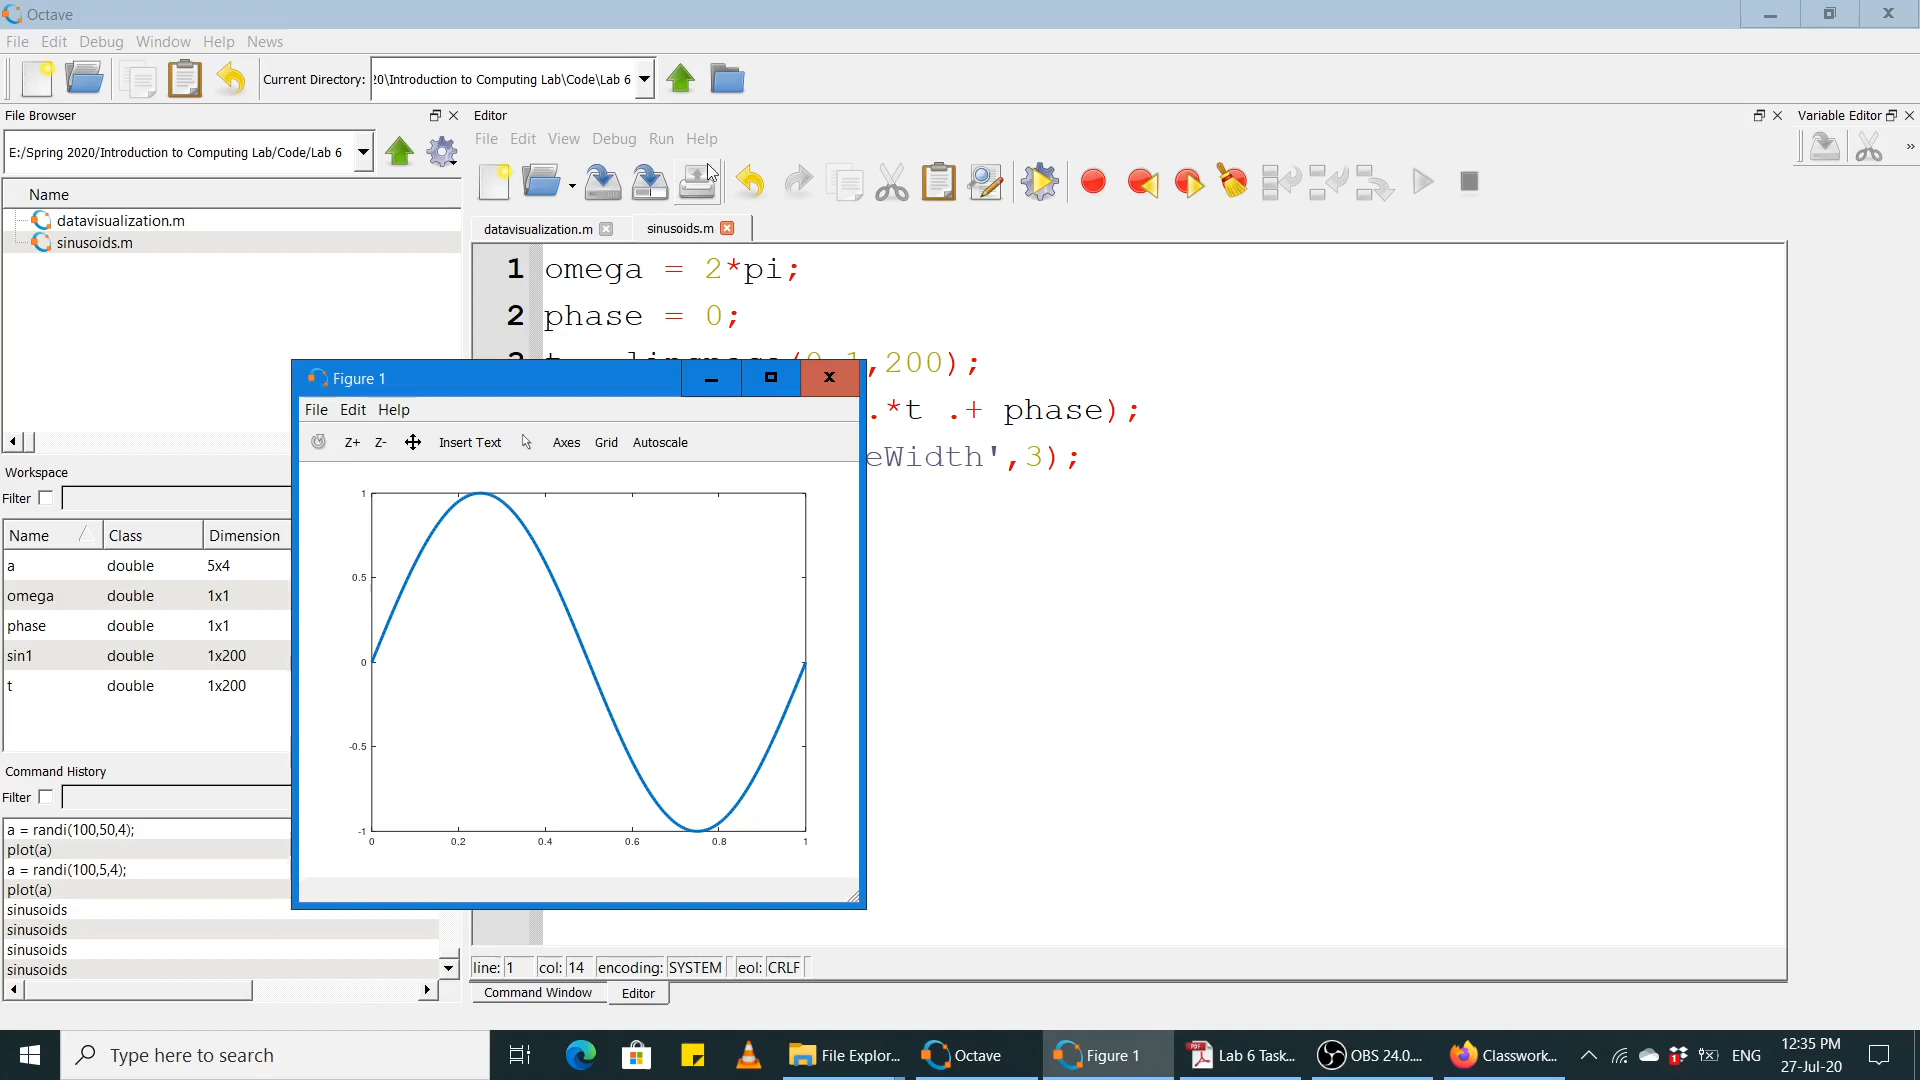 Octave
File Edit Debug Window Help News
Current Directory: ?0\Introduction to Computing Lab\Code\Lab 6
File Browser
E:/Spring 2020/Introduction to Computing Lab/Code/Lab 6
Name
datavisualization.m
sinusoids.m
Workspace
Filter
Name Class Dimension
a double 5x4
omega double 1x1
phase double 1x1
sin1 double 1x200
t double 1x200
Command History
Filter
a = randi(100,50,4);
plot(a)
a = randi(100,5,4);
plot(a)
sinusoids
sinusoids
sinusoids
sinusoids
Editor
File Edit View Debug Run Help
datavisualization.m sinusoids.m
1 omega = 2*pi;
2 phase = 0;
,200);
.*t .+ phase);
eWidth',3);
Figure 1
File Edit Help
Z+ Z- Insert Text Axes Grid Autoscale
1
0.5
0
-0.5
-1
0 0.2 0.4 0.6 0.8 1
line: 1 col: 14 encoding: SYSTEM eol: CRLF
Command Window Editor
Variable Editor
»
Type here to search
File Explor...
Octave
Figure 1
Lab 6 Task...
OBS 24.0....
Classwork...
ENG
12:35 PM
27-Jul-20